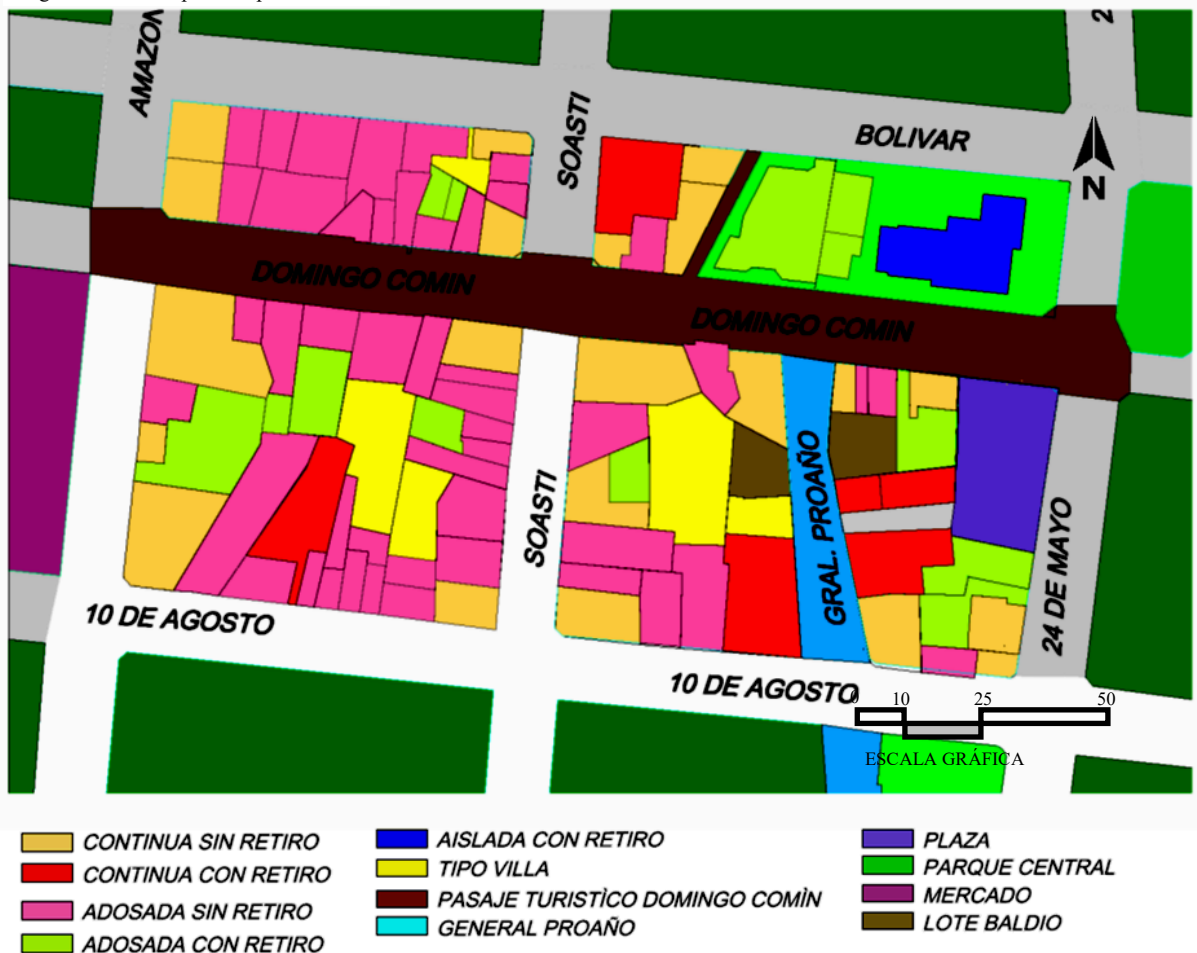 AMAZON
2
SOASTI
BOLIVAR
N
DOMINGO COMIN
DOMINGO COMIN
SOASTI
GRAL. PROAÑO
24 DE MAYO
10 DE AGOSTO
10 DE AGOSTO
0 10 25 50
ESCALA GRÁFICA
CONTINUA SIN RETIRO
CONTINUA CON RETIRO
ADOSADA SIN RETIRO
ADOSADA CON RETIRO
AISLADA CON RETIRO
TIPO VILLA
PASAJE TURISTÌCO DOMINGO COMÌN
GENERAL PROAÑO
PLAZA
PARQUE CENTRAL
MERCADO
LOTE BALDIO